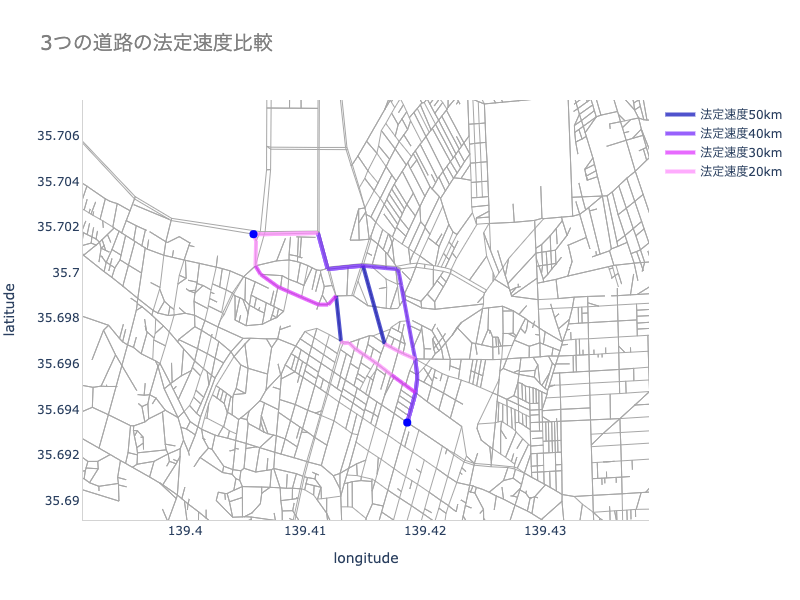 3つの道路の法定速度比較
法定速度50km
法定速度40km
法定速度30km
法定速度20km
35.706
35.704
35.702
35.7
35.698
35.696
35.694
35.692
35.69
latitude
139.4
139.41
139.42
139.43
longitude